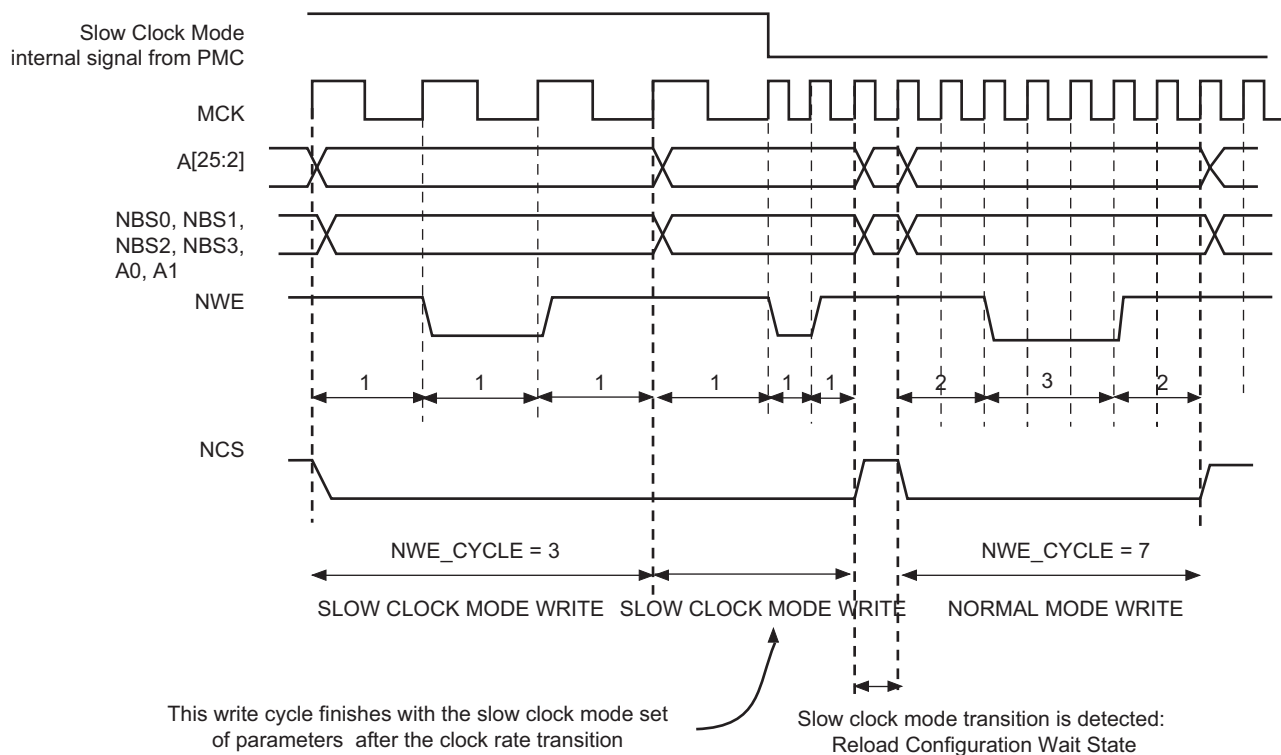 Slow Clock Mode
internal signal from PMC
MCK
A[25:2]
NBS0, NBS1,
NBS2, NBS3,
A0, A1
NWE
1 1 1 1 1 1 2 3 2
NCS
NWE_CYCLE = 3 NWE_CYCLE = 7
SLOW CLOCK MODE WRITE SLOW CLOCK MODE WRITE NORMAL MODE WRITE
This write cycle finishes with the slow clock mode set
of parameters after the clock rate transition
Slow clock mode transition is detected:
Reload Configuration Wait State